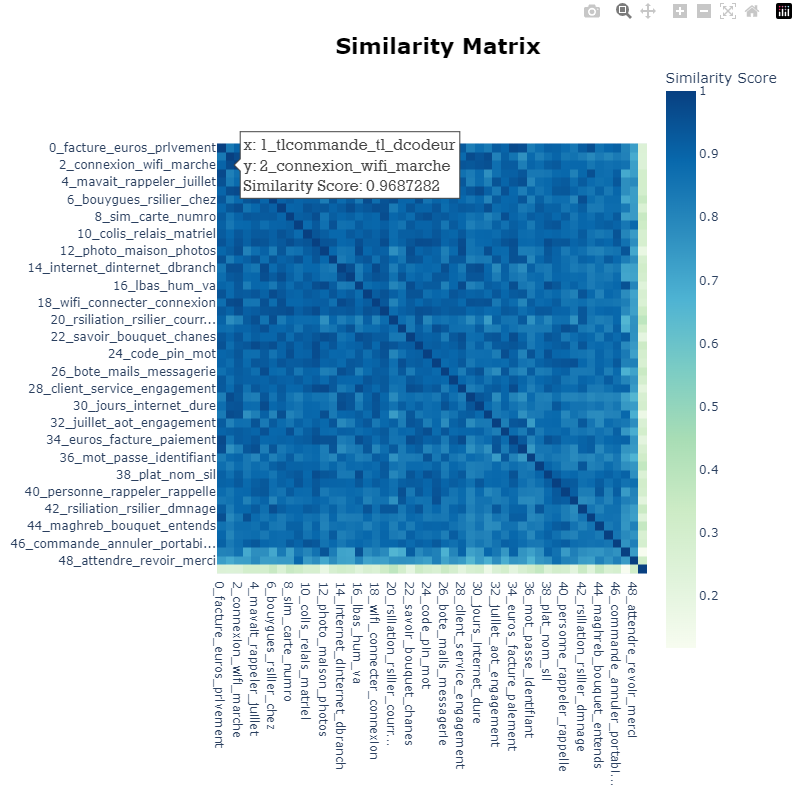 Similarity Matrix
Similarity Score
1
0.9
0.8
0.7
0.6
0.5
0.4
0.3
0.2
x: 1_tlcommande_tl_dcodeur
y: 2_connexion_wifi_marche
Similarity Score: 0.9687282
0_facture_euros_prlvement
2_connexion_wifi_marche
4_mavait_rappeler_juillet
6_bouygues_rsilier_chez
8_sim_carte_numro
10_colis_relais_matriel
12_photo_maison_photos
14_internet_dinternet_dbranch
16_lbas_hum_va
18_wifi_connecter_connexion
20_rsiliation_rsilier_courr...
22_savoir_bouquet_chanes
24_code_pin_mot
26_bote_mails_messagerie
28_client_service_engagement
30_jours_internet_dure
32_juillet_aot_engagement
34_euros_facture_paiement
36_mot_passe_identifiant
38_plat_nom_sil
40_personne_rappeler_rappelle
42_rsiliation_rsilier_dmnage
44_maghreb_bouquet_entends
46_commande_annuler_portabi...
48_attendre_revoir_merci
0_facture_euros_prlvement
2_connexion_wifi_marche
4_mavait_rappeler_juillet
6_bouygues_rsilier_chez
8_sim_carte_numro
10_colis_relais_matriel
12_photo_maison_photos
14_internet_dinternet_dbranch
16_lbas_hum_va
18_wifi_connecter_connexion
20_rsiliation_rsilier_courr...
22_savoir_bouquet_chanes
24_code_pin_mot
26_bote_mails_messagerie
28_client_service_engagement
30_jours_internet_dure
32_juillet_aot_engagement
34_euros_facture_paiement
36_mot_passe_identifiant
38_plat_nom_sil
40_personne_rappeler_rappelle
42_rsiliation_rsilier_dmnage
44_maghreb_bouquet_entends
46_commande_annuler_portabi...
48_attendre_revoir_merci